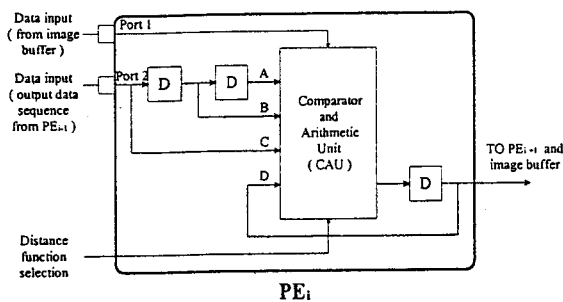 Data input
( from image
buffer)
Port 1
Data input
( output data
sequence
from PEi-1)
Port 2
D
D
A
B
C
D
Comparator
and
Arithmetic
Unit
( CAU )
D
TO PEi+1 and
image buffer
Distance
function
selection
PEi